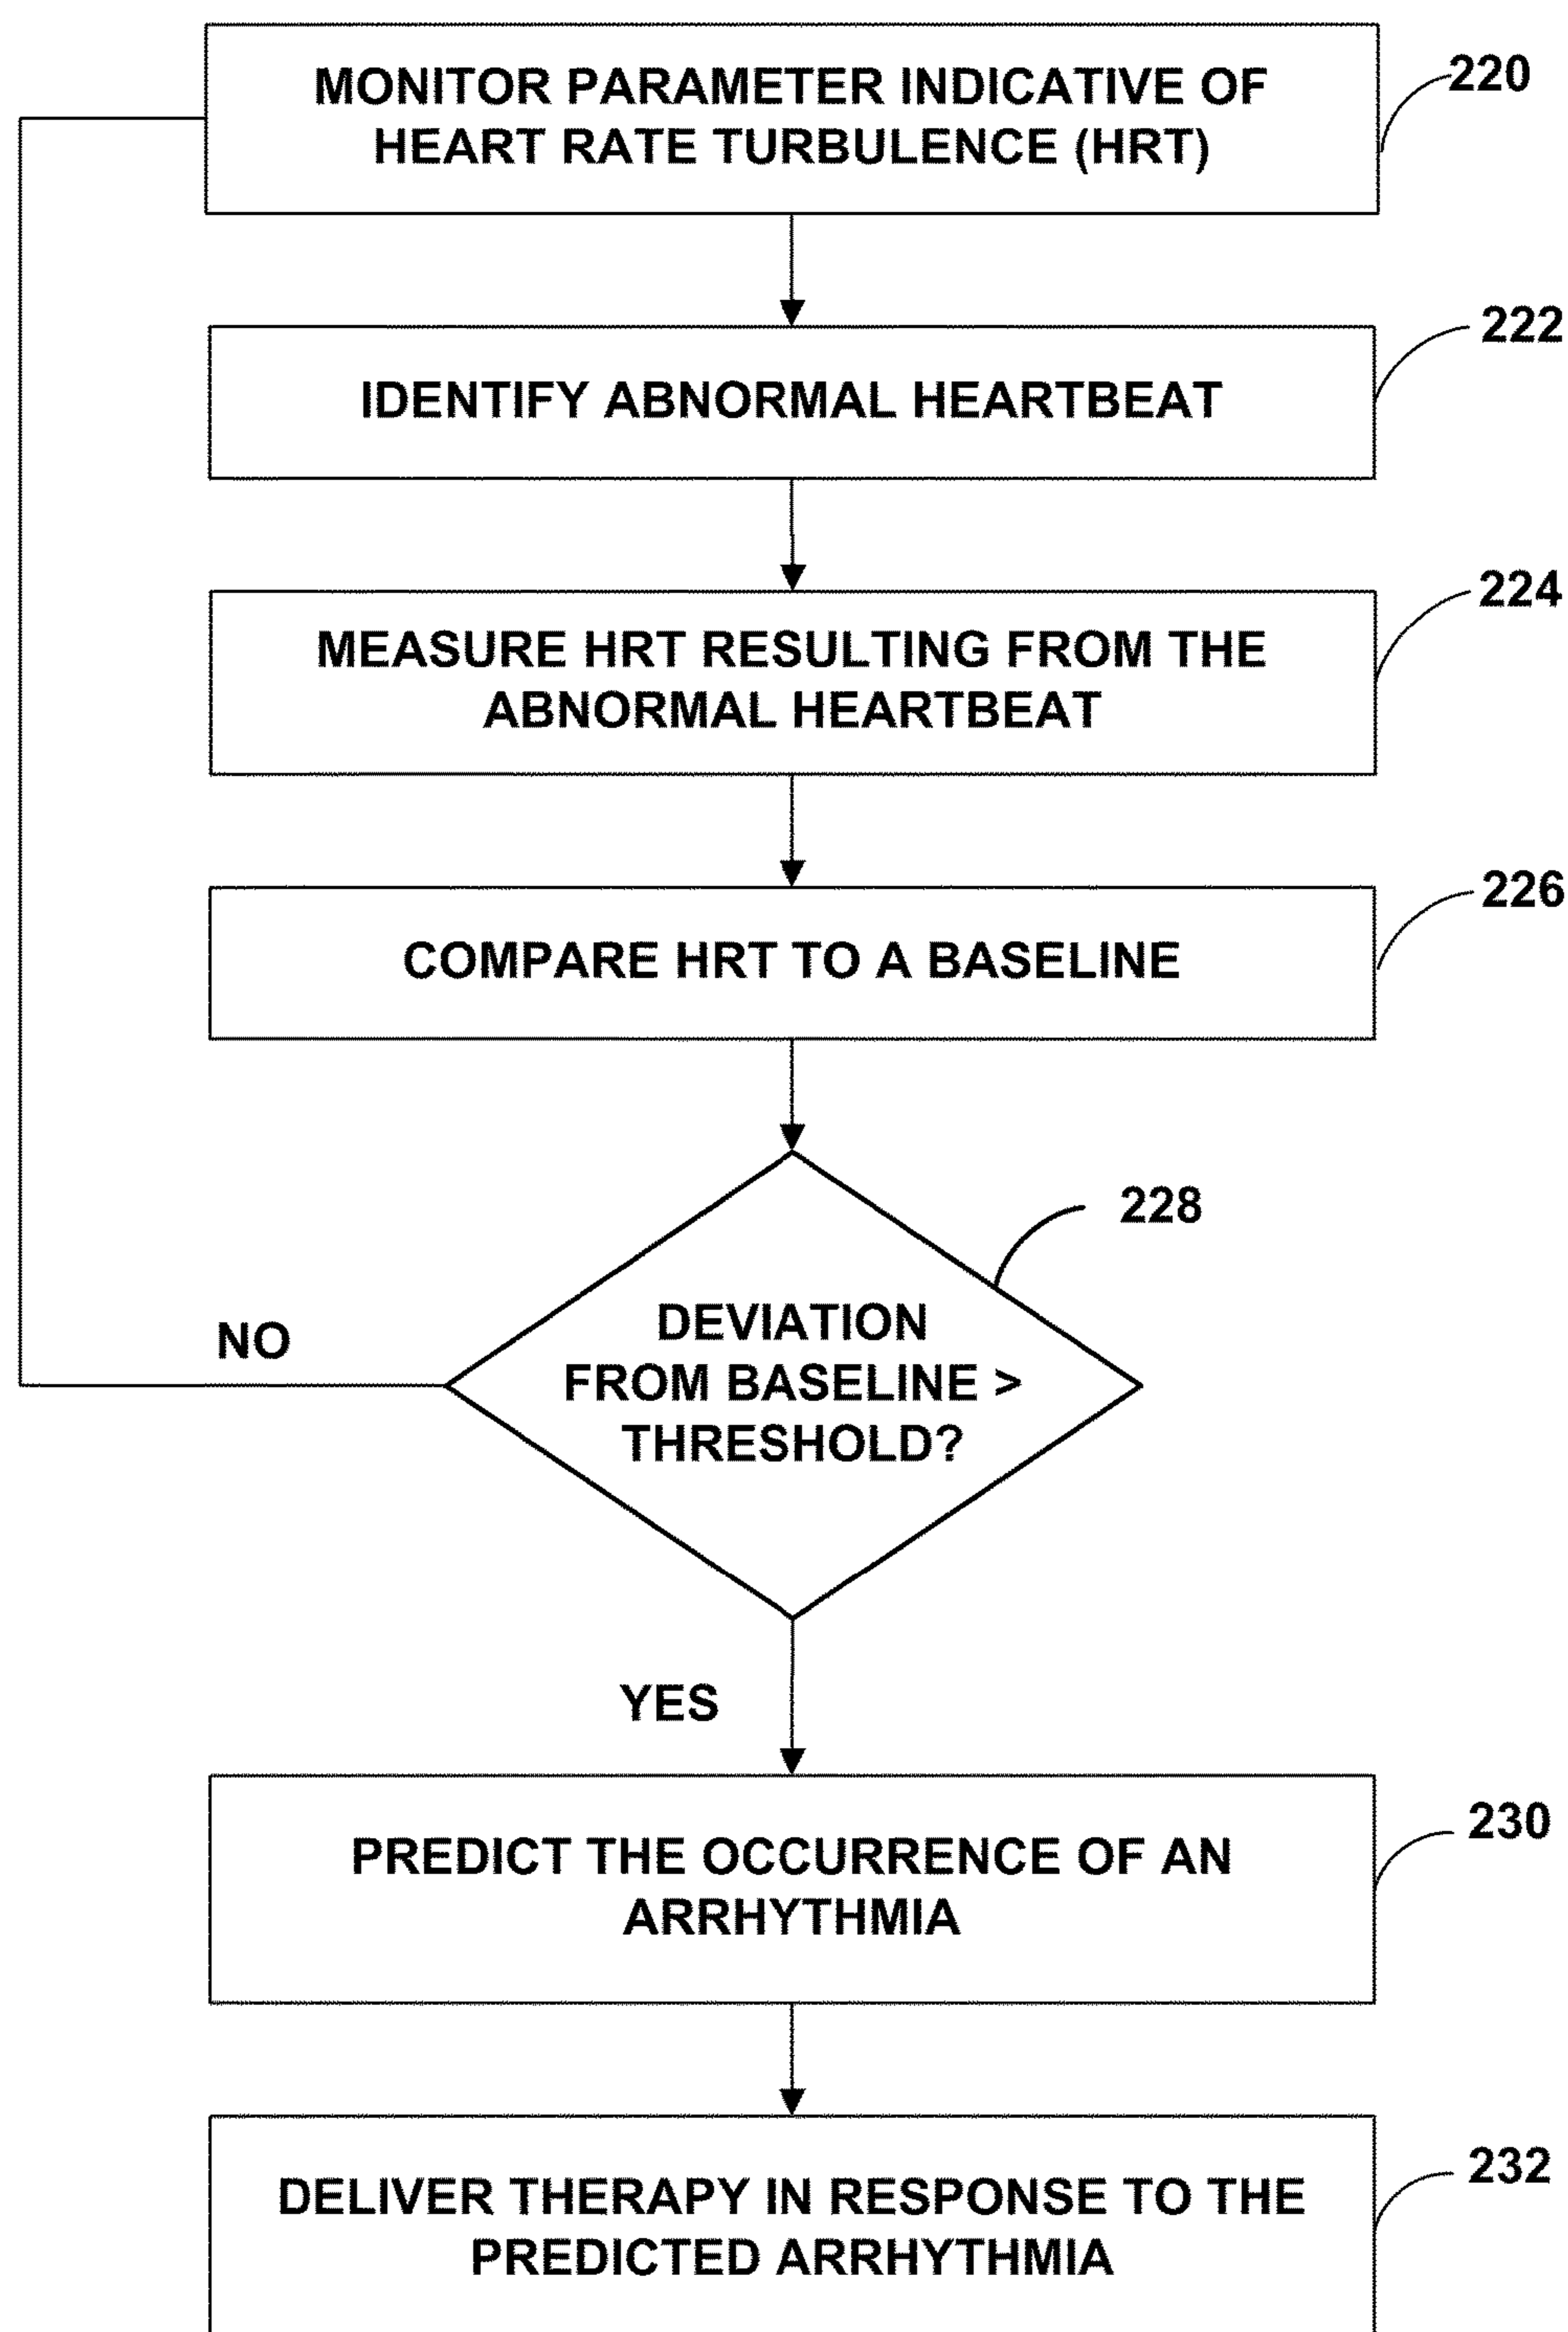 MONITOR PARAMETER INDICATIVE OF
HEART RATE TURBULENCE (HRT)
220
IDENTIFY ABNORMAL HEARTBEAT
222
MEASURE HRT RESULTING FROM THE
ABNORMAL HEARTBEAT
224
COMPARE HRT TO A BASELINE
226
DEVIATION
FROM BASELINE >
THRESHOLD?
228
NO
YES
PREDICT THE OCCURRENCE OF AN
ARRHYTHMIA
230
DELIVER THERAPY IN RESPONSE TO THE
PREDICTED ARRHYTHMIA
232